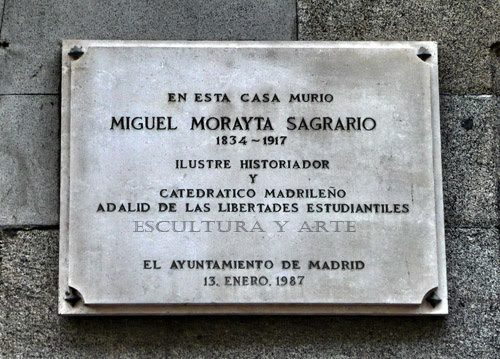 EN ESTA CASA MURIO
MIGUEL MORAYTA SAGRARIO
1834 ~ 1917
ILUSTRE HISTORIADOR
Y
CATEDRATICO MADRILEÑO
ADALID DE LAS LIBERTADES ESTUDIANTILES
ESCULTURA Y ARTE
EL AYUNTAMIENTO DE MADRID
13. ENERO. 1987